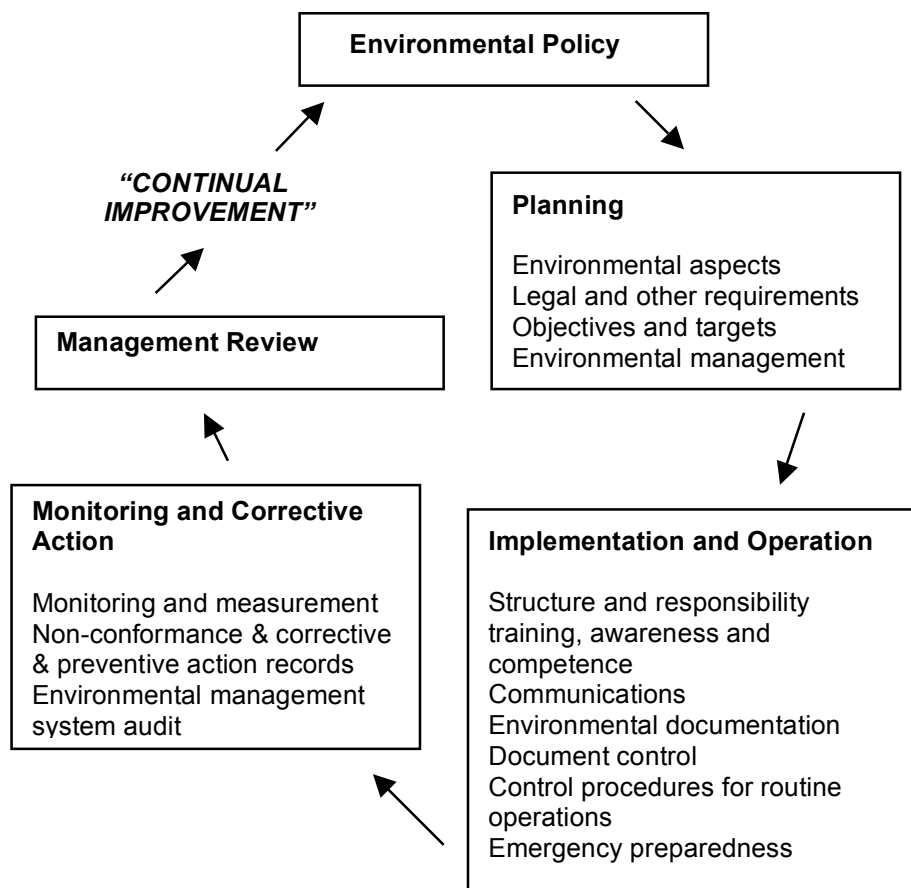 Environmental Policy
“CONTINUAL
IMPROVEMENT”
Planning
Environmental aspects
Legal and other requirements
Objectives and targets
Environmental management
Management Review
Monitoring and Corrective
Action
Monitoring and measurement
Non-conformance & corrective
& preventive action records
Environmental management
system audit
Implementation and Operation
Structure and responsibility
training, awareness and
competence
Communications
Environmental documentation
Document control
Control procedures for routine
operations
Emergency preparedness